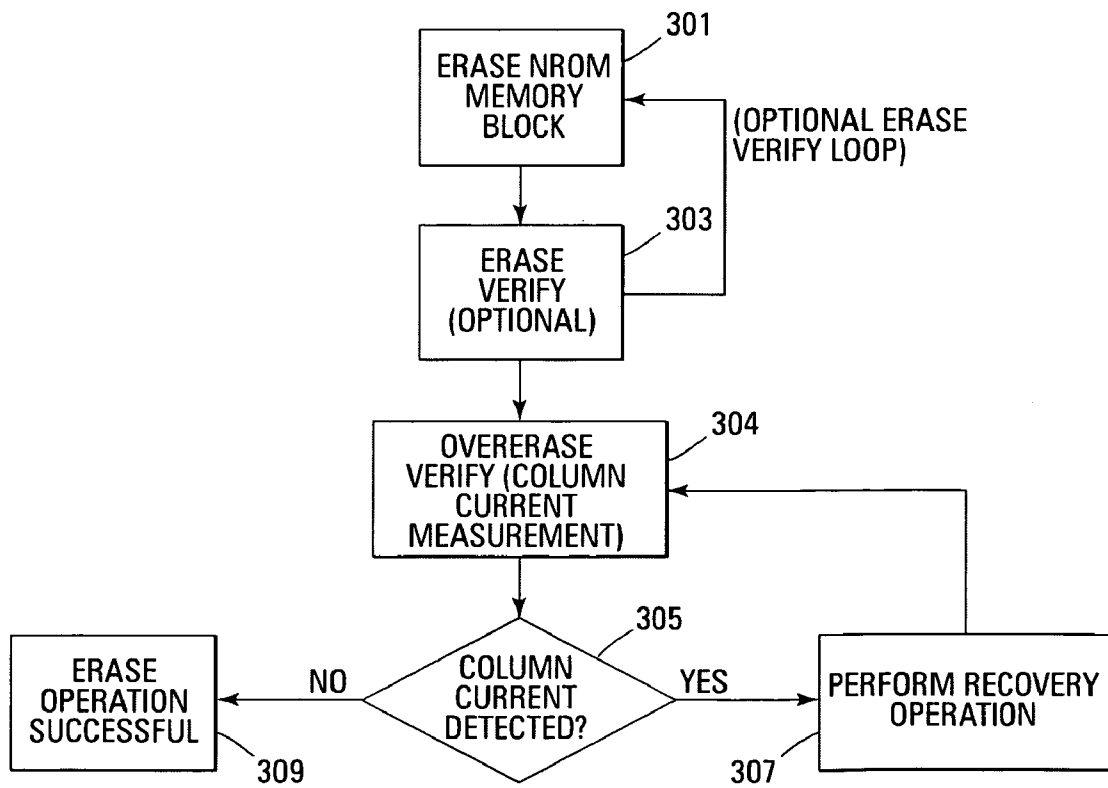 301
ERASE NROM
MEMORY
BLOCK
(OPTIONAL ERASE
VERIFY LOOP)
303
ERASE
VERIFY
(OPTIONAL)
304
OVERERASE
VERIFY (COLUMN
CURRENT
MEASUREMENT)
305
COLUMN
CURRENT
DETECTED?
NO
YES
ERASE
OPERATION
SUCCESSFUL
309
PERFORM RECOVERY
OPERATION
307